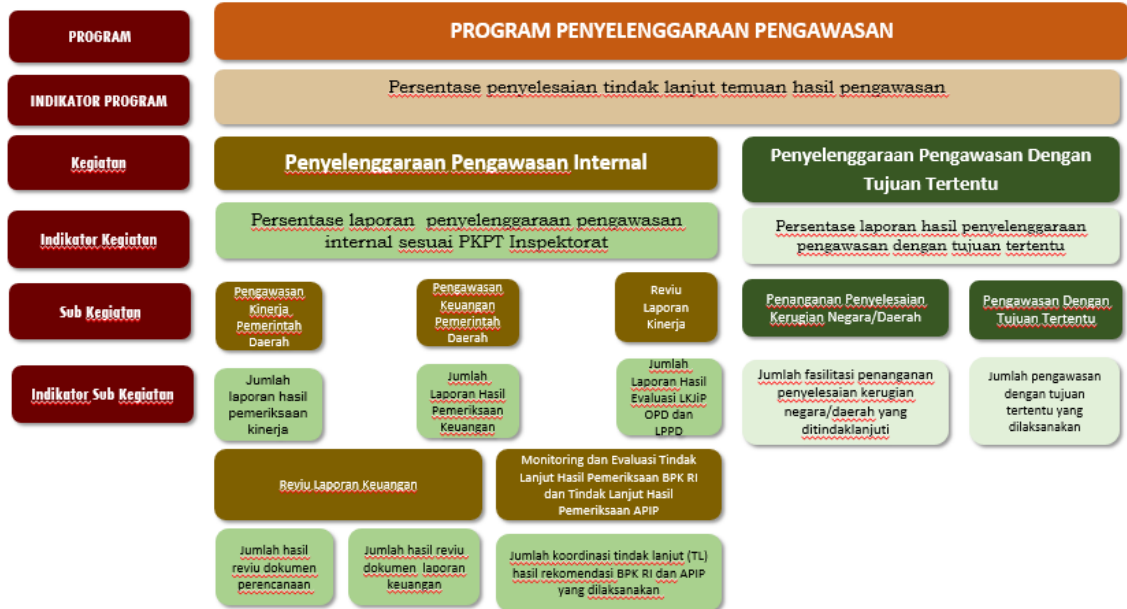 PROGRAM
PROGRAM PENYELENGGARAAN PENGAWASAN
INDIKATOR PROGRAM
Persentase penyelesaian tindak lanjut temuan hasil pengawasan
Kegiatan
Penyelenggaraan Pengawasan Internal
Penyelenggaraan Pengawasan Dengan
Tujuan Tertentu
Indikator Kegiatan
Persentase laporan penyelenggaraan pengawasan
internal sesuai PKPT Inspektorat
Persentase laporan hasil penyelenggaraan
pengawasan dengan tujuan tertentu
Sub Kegiatan
Pengawasan
Kinerja
Pemerintah
Daerah
Pengawasan
Keuangan
Pemerintah
Daerah
Reviu
Laporan
Kinerja
Penanganan Penyelesaian
Kerugian Negara/Daerah
Pengawasan Dengan
Tujuan Tertentu
Indikator Sub Kegiatan
Jumlah
laporan hasil
pemeriksaan
kinerja
Jumlah
Laporan Hasil
Pemeriksaan
Keuangan
Jumlah
Laporan Hasil
Evaluasi LKJiP
OPD dan
LPPD
Jumlah fasilitasi penanganan
penyelesaian kerugian
negara/daerah yang
ditindaklanjuti
Jumlah pengawasan
dengan tujuan
tertentu yang
dilaksanakan
Reviu Laporan Keuangan
Monitoring dan Evaluasi Tindak
Lanjut Hasil Pemeriksaan BPK RI
dan Tindak Lanjut Hasil
Pemeriksaan APIP
Jumlah hasil
reviu dokumen
perencanaan
Jumlah hasil reviu
dokumen laporan
keuangan
Jumlah koordinasi tindak lanjut (TL)
hasil rekomendasi BPK RI dan APIP
yang dilaksanakan